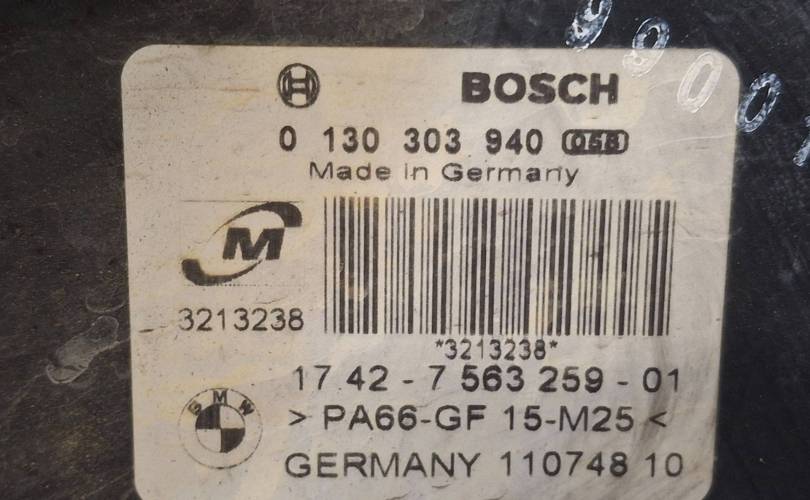 BOSCH
0 130 303 940 058
Made in Germany
M
3213238
*3213238*
17 42 - 7 563 259 - 01
BMW
> PA66-GF 15-M25 <
GERMANY 110748 10